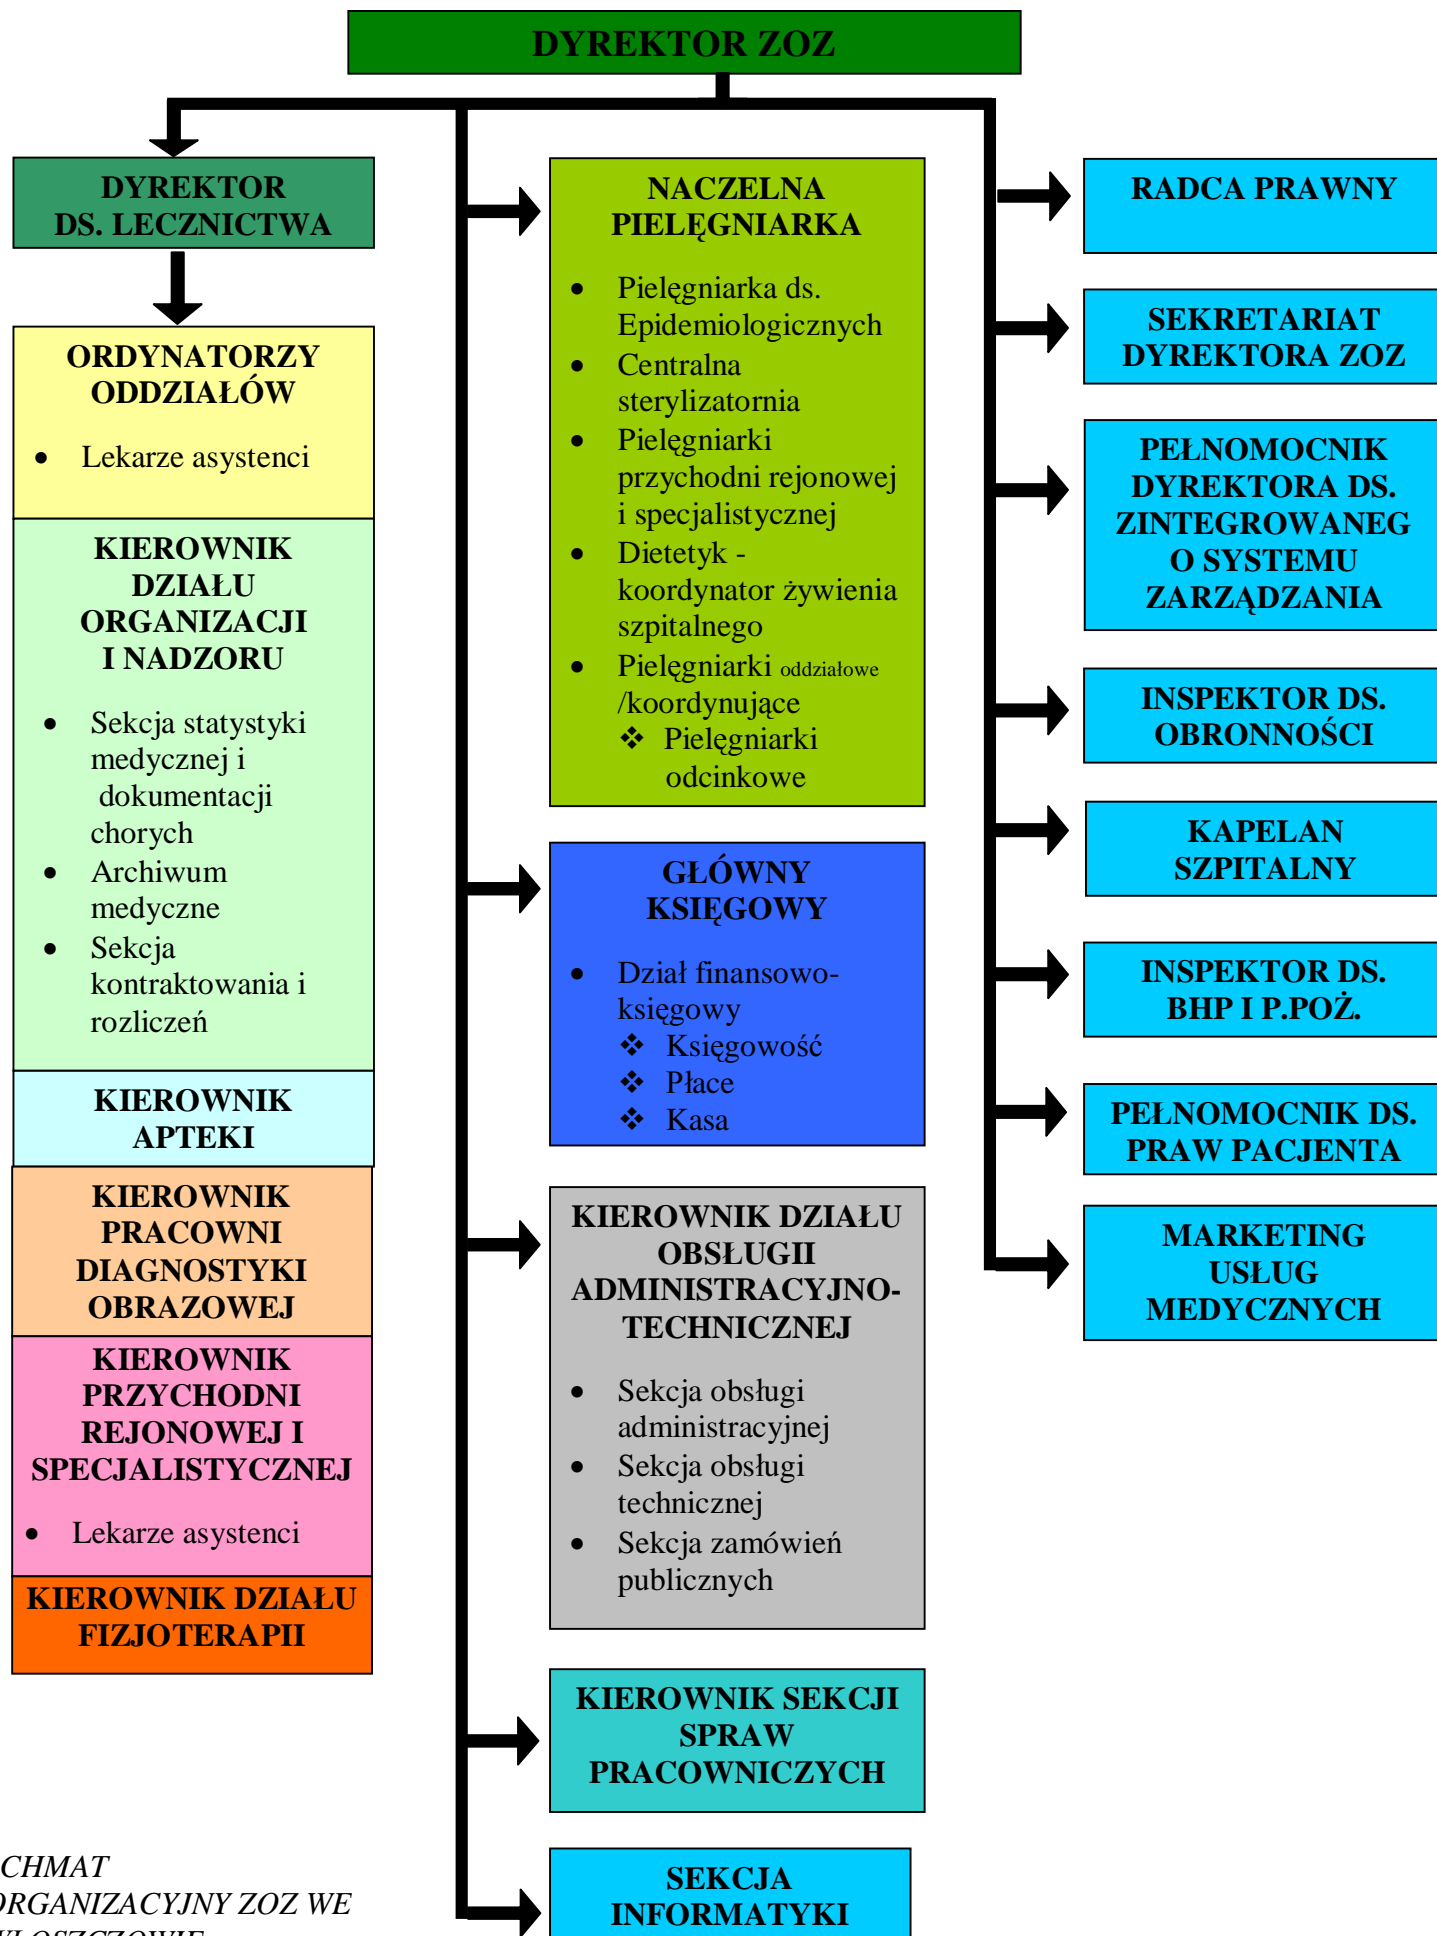 DYREKTOR ZOZ
DYREKTOR
DS. LECZNICTWA
ORDYNATORZY
ODDZIAŁÓW
• Lekarze asystenci
KIEROWNIK
DZIAŁU
ORGANIZACJI
I NADZORU
• Sekcja statystyki
medycznej i
dokumentacji
chorych
• Archiwum
medyczne
• Sekcja
kontraktowania i
rozliczeń
KIEROWNIK
APTEKI
KIEROWNIK
PRACOWNI
DIAGNOSTYKI
OBRAZOWEJ
KIEROWNIK
PRZYCHODNI
REJONOWEJ I
SPECJALISTYCZNEJ
• Lekarze asystenci
KIEROWNIK DZIAŁU
FIZJOTERAPII
NACZELNA
PIELĘGNIARKA
• Pielęgniarka ds.
Epidemiologicznych
• Centralna
sterylizatornia
• Pielęgniarki
przychodni rejonowej
i specjalistycznej
• Dietetyk -
koordynator żywienia
szpitalnego
• Pielęgniarki oddziałowe
/koordynujące
❖ Pielęgniarki
odcinkowe
GŁÓWNY
KSIĘGOWY
• Dział finansowo-
księgowy
❖ Księgowość
❖ Płace
❖ Kasa
KIEROWNIK DZIAŁU
OBSŁUGII
ADMINISTRACYJNO-
TECHNICZNEJ
• Sekcja obsługi
administracyjnej
• Sekcja obsługi
technicznej
• Sekcja zamówień
publicznych
KIEROWNIK SEKCJI
SPRAW
PRACOWNICZYCH
SEKCJA
INFORMATYKI
RADCA PRAWNY
SEKRETARIAT
DYREKTORA ZOZ
PEŁNOMOCNIK
DYREKTORA DS.
ZINTEGROWANEG
O SYSTEMU
ZARZĄDZANIA
INSPEKTOR DS.
OBRONNOŚCI
KAPELAN
SZPITALNY
INSPEKTOR DS.
BHP I P.POŻ.
PEŁNOMOCNIK DS.
PRAW PACJENTA
MARKETING
USŁUG
MEDYCZNYCH
CHMAT
ORGANIZACYJNY ZOZ WE